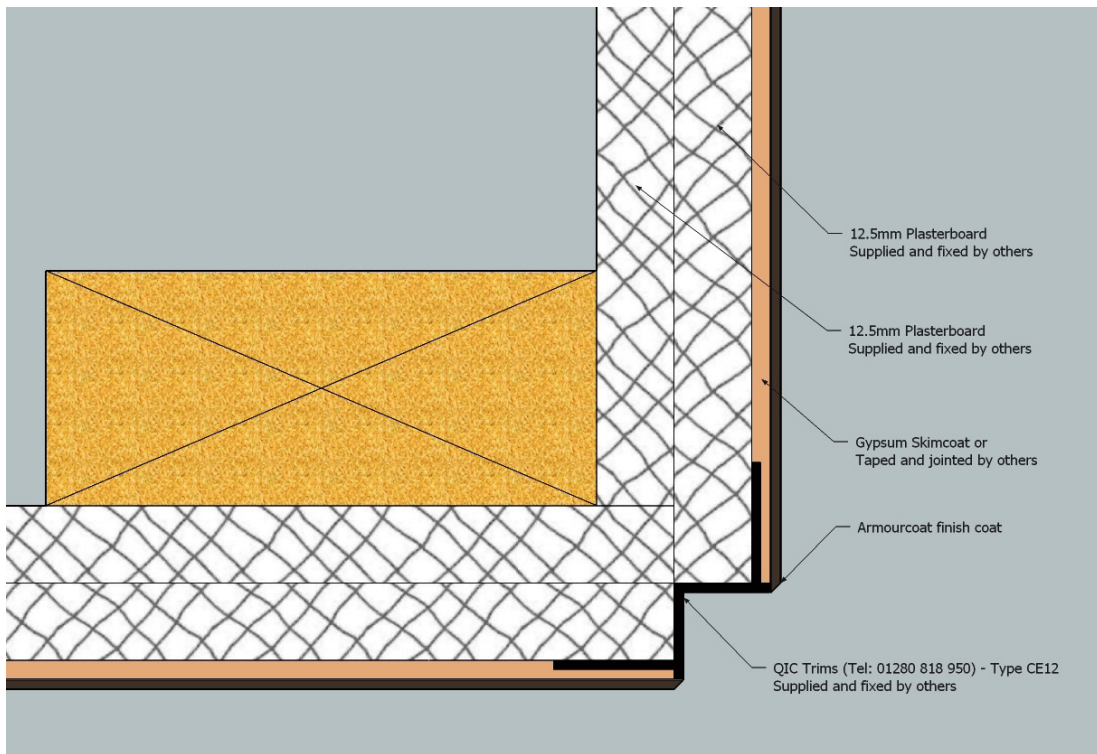 12.5mm Plasterboard
Supplied and fixed by others
12.5mm Plasterboard
Supplied and fixed by others
Gypsum Skimcoat or
Taped and jointed by others
Armourcoat finish coat
QIC Trims (Tel: 01280 818 950) - Type CE12
Supplied and fixed by others